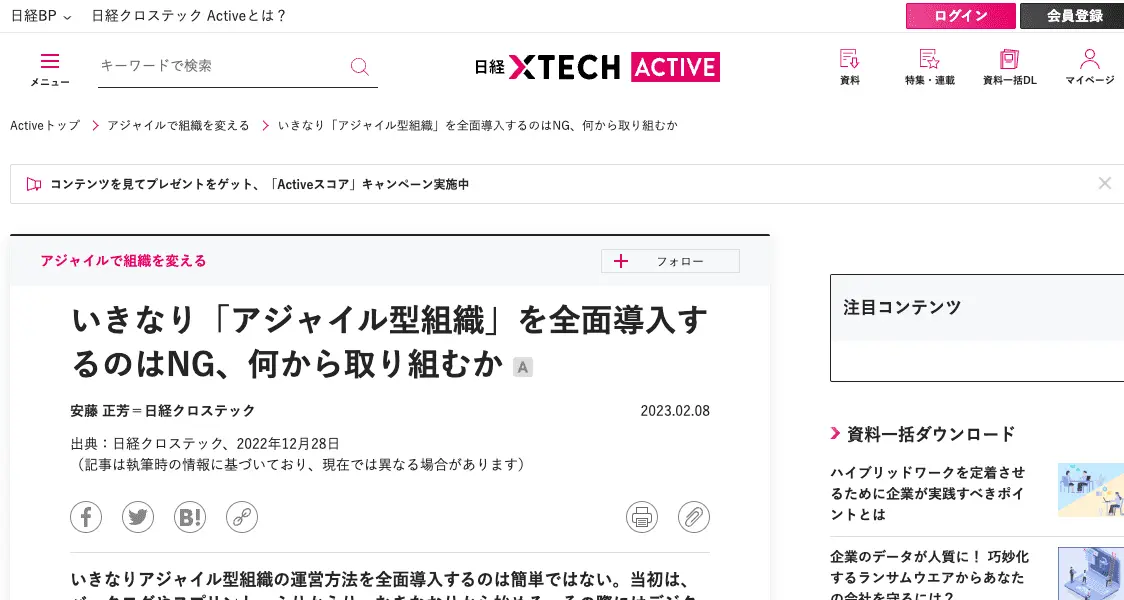 日経BP
日経クロステック Activeとは？
ログイン
会員登録
メニュー
キーワードで検索
日経XTECH ACTIVE
資料
特集・連載
資料一括DL
マイページ
Activeトップ
アジャイルで組織を変える
いきなり「アジャイル型組織」を全面導入するのはNG、何から取り組むか
コンテンツを見てプレゼントをゲット、「Activeスコア」キャンペーン実施中
アジャイルで組織を変える
フォロー
いきなり「アジャイル型組織」を全面導入す
るのはNG、何から取り組むか A
安藤 正芳＝日経クロステック
2023.02.08
出典：日経クロステック、2022年12月28日
（記事は執筆時の情報に基づいており、現在では異なる場合があります）
B!
いきなりアジャイル型組織の運営方法を全面導入するのは簡単ではない。当初は、
注目コンテンツ
資料一括ダウンロード
ハイブリッドワークを定着させ
るために企業が実践すべきポイ
ントとは
企業のデータが人質に！ 巧妙化
するランサムウエアからあなた
の会社を守るには？